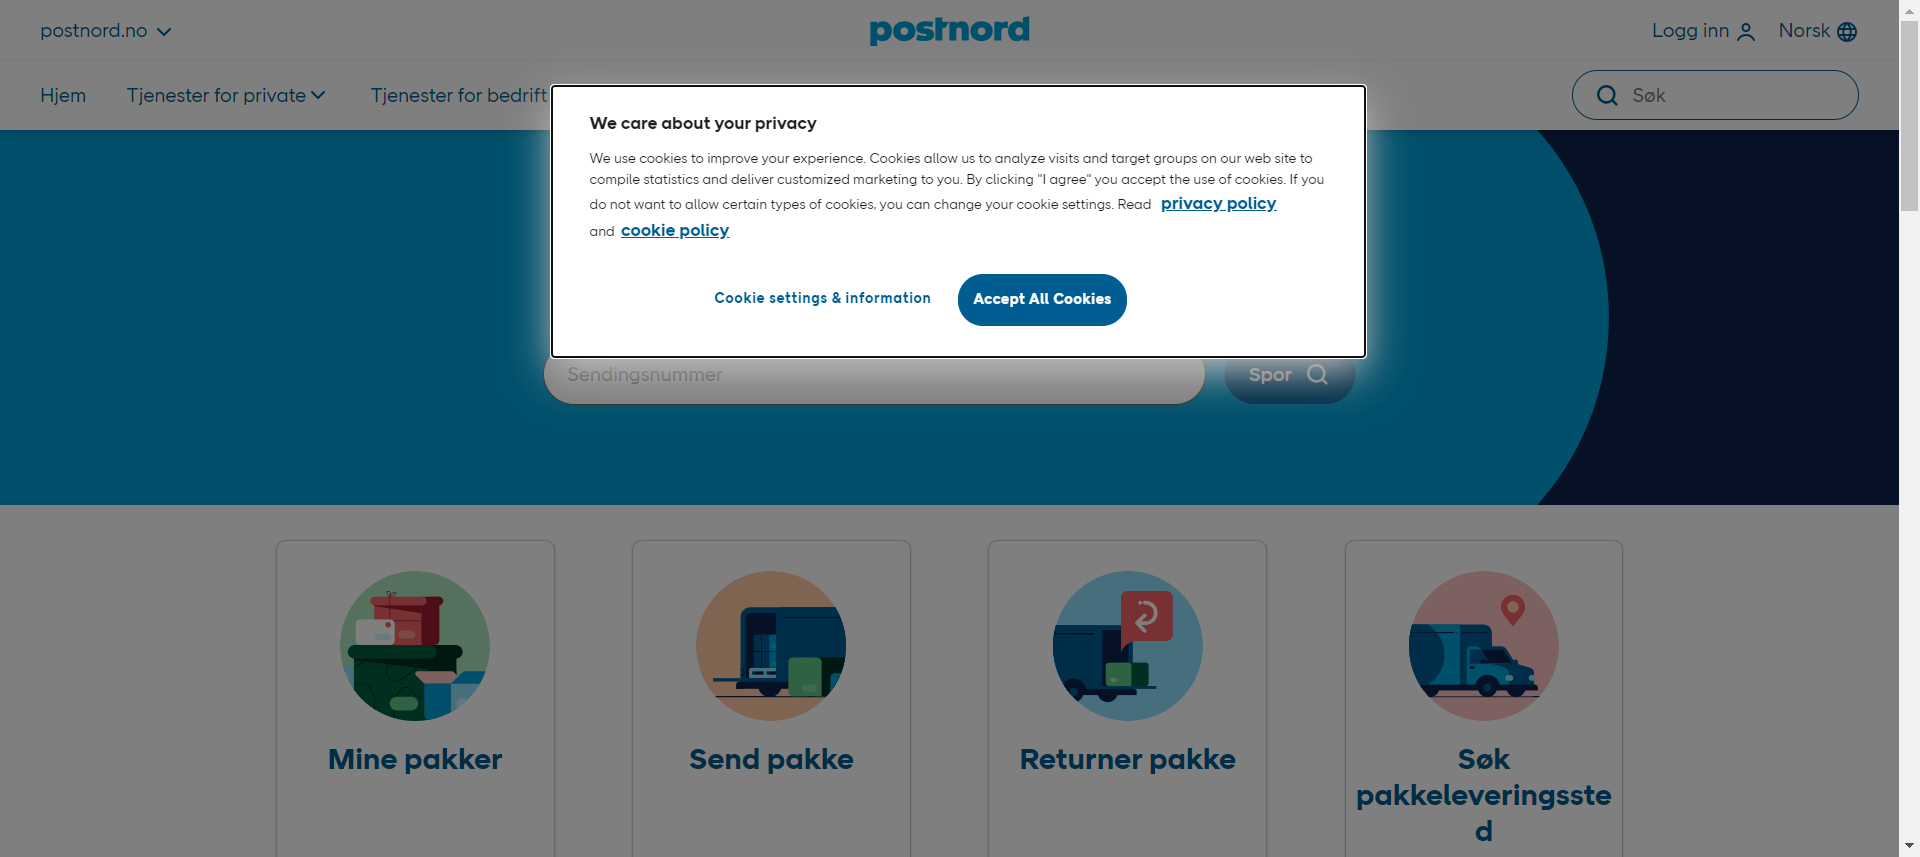 postnord.no
postnord
Logg inn
Norsk
Hjem
Tjenester for private
Tjenester for bedrift
Søk
We care about your privacy
We use cookies to improve your experience. Cookies allow us to analyze visits and target groups on our web site to
compile statistics and deliver customized marketing to you. By clicking "I agree" you accept the use of cookies. If you
do not want to allow certain types of cookies, you can change your cookie settings. Read privacy policy
and cookie policy
Cookie settings & information
Accept All Cookies
Sendingsnummer
Spor
Mine pakker
Send pakke
Returner pakke
Søk
pakkeleveringsste
d